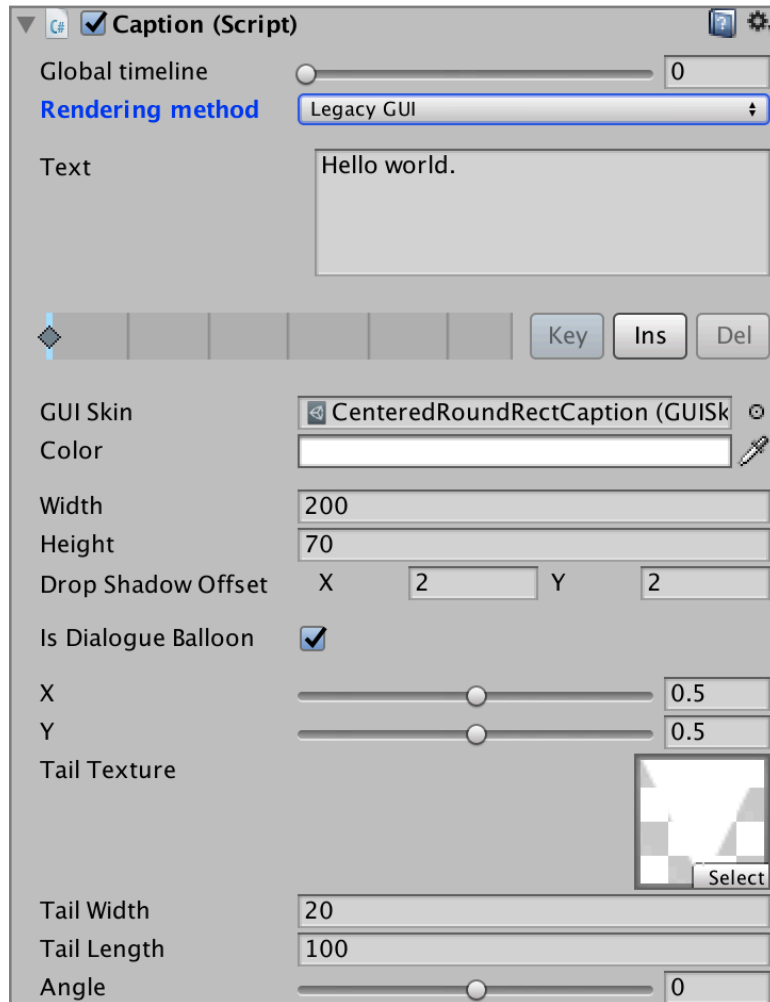 C#
Caption (Script)
Global timeline 0
Rendering method Legacy GUI
Text Hello world.
Key Ins Del
GUI Skin CenteredRoundRectCaption (GUISk
Color
Width 200
Height 70
Drop Shadow Offset X 2 Y 2
Is Dialogue Balloon
X 0.5
Y 0.5
Tail Texture
Select
Tail Width 20
Tail Length 100
Angle 0